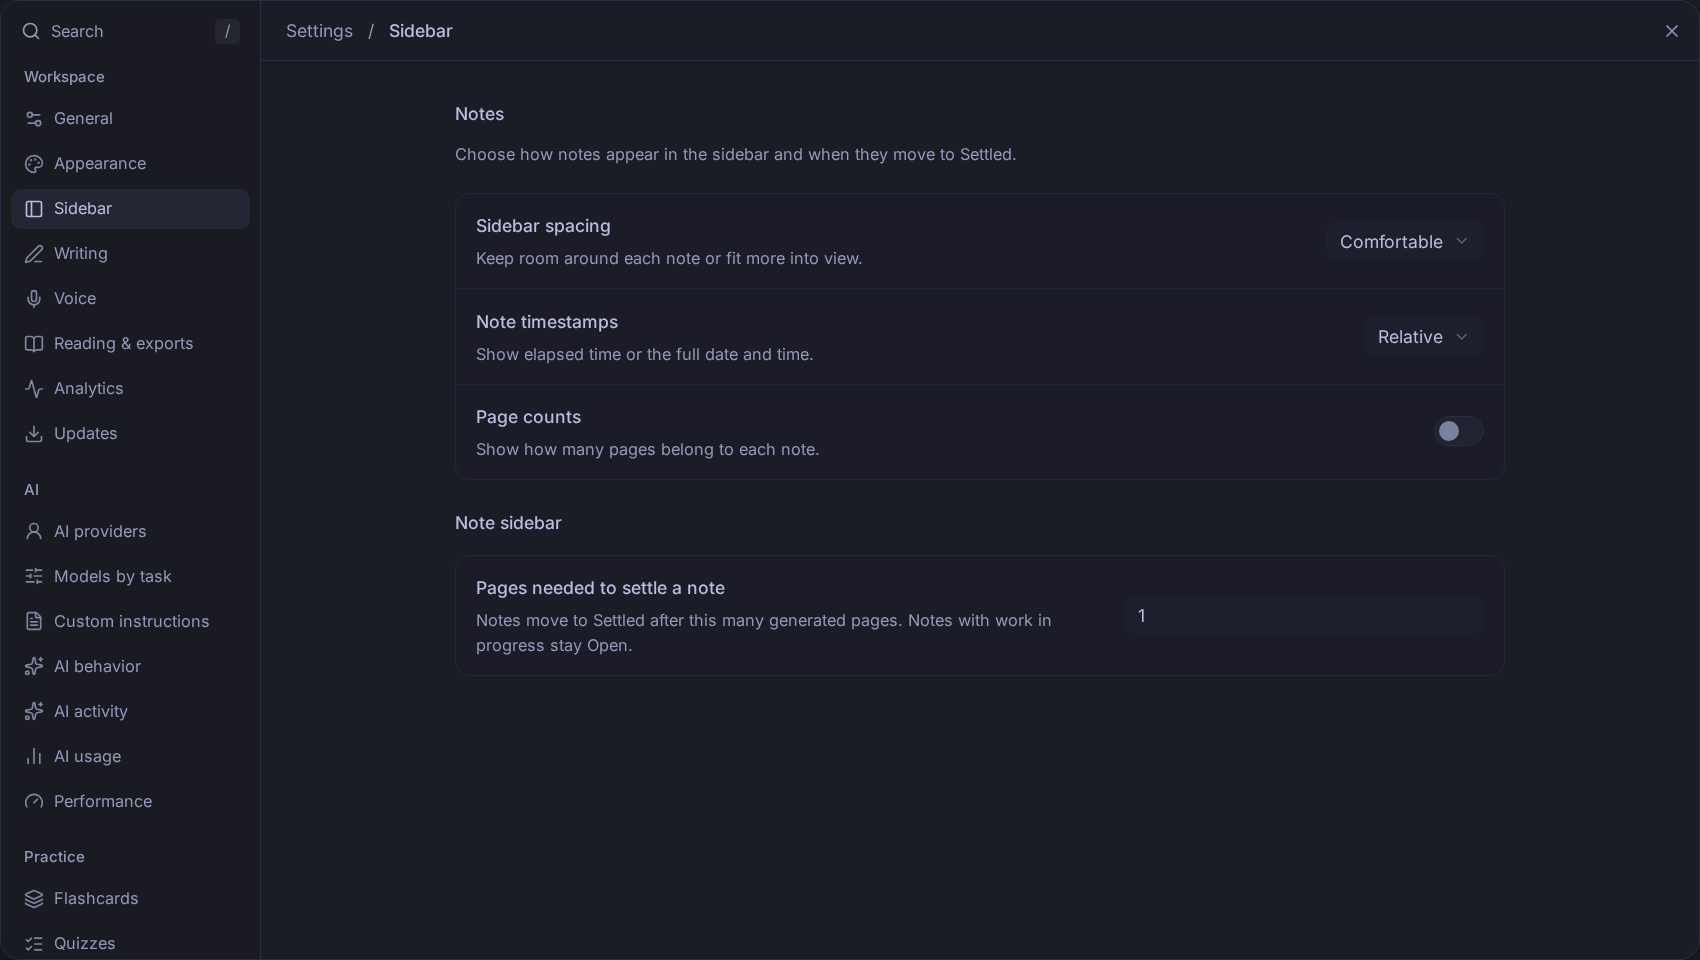 Search
/
Workspace
General
Appearance
Sidebar
Writing
Voice
Reading & exports
Analytics
Updates
AI
AI providers
Models by task
Custom instructions
AI behavior
AI activity
AI usage
Performance
Practice
Flashcards
Quizzes
Settings / Sidebar
Notes
Choose how notes appear in the sidebar and when they move to Settled.
Sidebar spacing
Keep room around each note or fit more into view.
Comfortable
Note timestamps
Show elapsed time or the full date and time.
Relative
Page counts
Show how many pages belong to each note.
Note sidebar
Pages needed to settle a note
Notes move to Settled after this many generated pages. Notes with work in
progress stay Open.
1